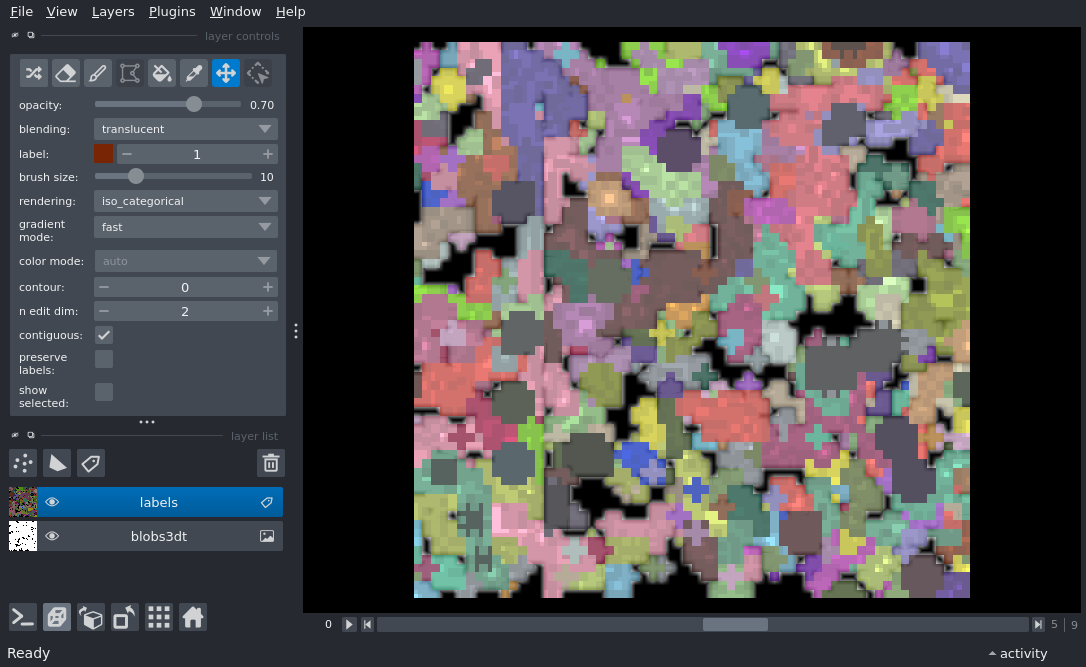 File View Layers Plugins Window Help
layer controls
opacity: 0.70
blending: translucent
label: 1
brush size: 10
rendering: iso_categorical
gradient
mode: fast
color mode: auto
contour: 0
n edit dim: 2
contiguous:
preserve
labels:
show
selected:
layer list
labels
blobs3dt
0 5 | 9
Ready
activity